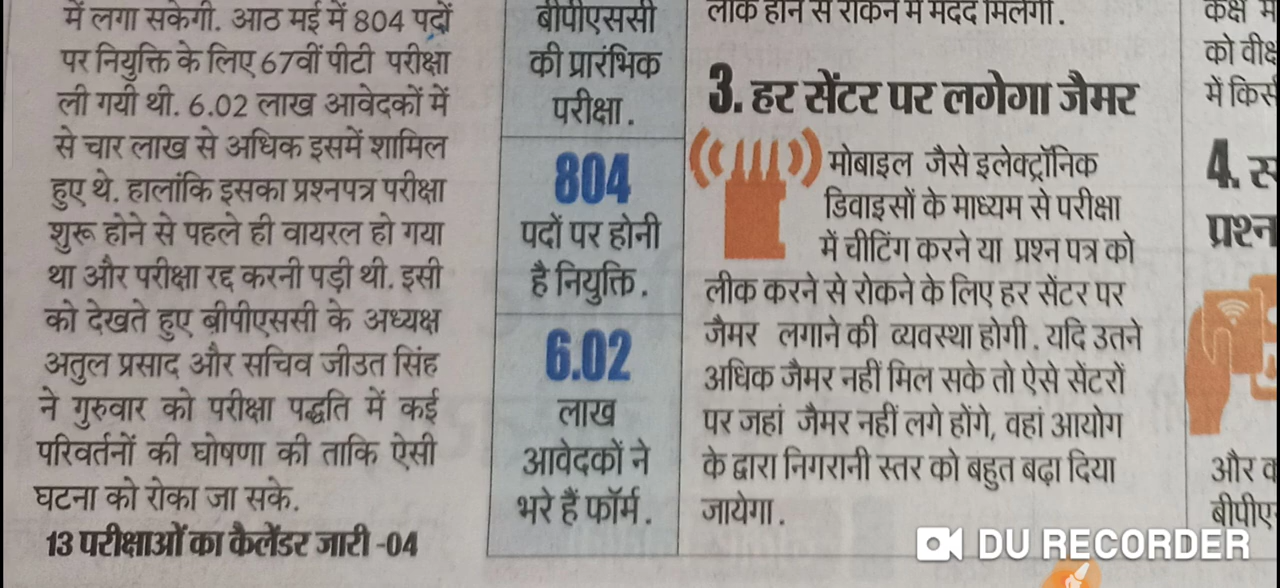 में लगा सकेगी. आठ मई में 804 पदों
पर नियुक्ति के लिए 67वीं पीटी परीक्षा
ली गयी थी. 6.02 लाख आवेदकों में
से चार लाख से अधिक इसमें शामिल
हुए थे. हालांकि इसका प्रश्नपत्र परीक्षा
शुरू होने से पहले ही वायरल हो गया
था और परीक्षा रद्द करनी पड़ी थी. इसी
को देखते हुए बीपीएससी के अध्यक्ष
अतुल प्रसाद और सचिव जीउत सिंह
ने गुरुवार को परीक्षा पद्धति में कई
परिवर्तनों की घोषणा की ताकि ऐसी
घटना को रोका जा सके.
13 परीक्षाओं का कैलेंडर जारी -04
बीपीएससी
की प्रारंभिक
परीक्षा.
804
पदों पर होनी
है नियुक्ति.
6.02
लाख
आवेदकों ने
भरे हैं फॉर्म.
लीक होने से रोकने में मदद मिलेगी.
3. हर सेंटर पर लगेगा जैमर
मोबाइल जैसे इलेक्ट्रॉनिक
डिवाइसों के माध्यम से परीक्षा
में चीटिंग करने या प्रश्न पत्र को
लीक करने से रोकने के लिए हर सेंटर पर
जैमर लगाने की व्यवस्था होगी. यदि उतने
अधिक जैमर नहीं मिल सके तो ऐसे सेंटरों
पर जहां जैमर नहीं लगे होंगे, वहां आयोग
के द्वारा निगरानी स्तर को बहुत बढ़ा दिया
जायेगा.
कक्ष
को
में
4.
प्रश्न
और
DU RECORDER